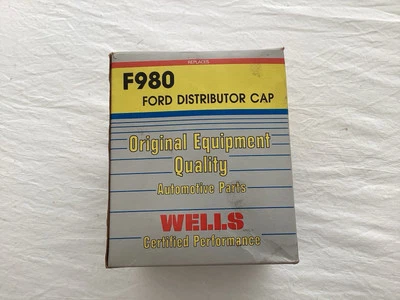 REPLACES
F980
FORD DISTRIBUTOR CAP
Original Equipment
Quality
Automotive Parts
WELLS
Certified Performance